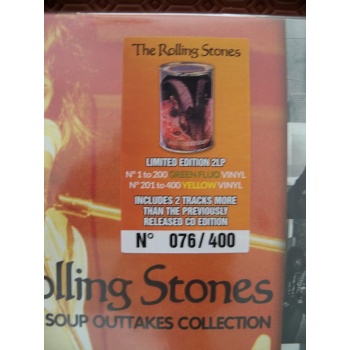 The Rolling Stones
LIMITED EDITION 2LP
N° 1 to 200 GREEN FLUO VINYL
N° 201 to 400 YELLOW VINYL
INCLUDES 2 TRACKS MORE
THAN THE PREVIOUSLY
RELEASED CD EDITION
N° 076/400
olling Stones
SOUP OUTTAKES COLLECTION